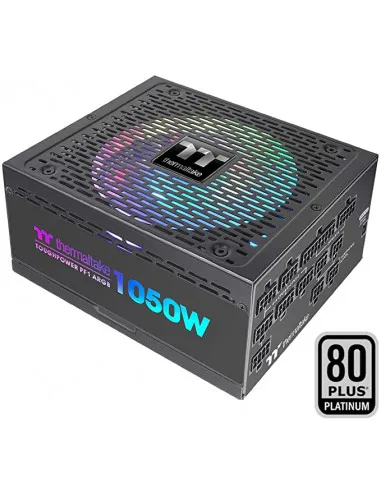 thermaltake
thermaltake
TOUGHPOWER PF1 ARGB
1050W
80
PLUS®
PLATINUM